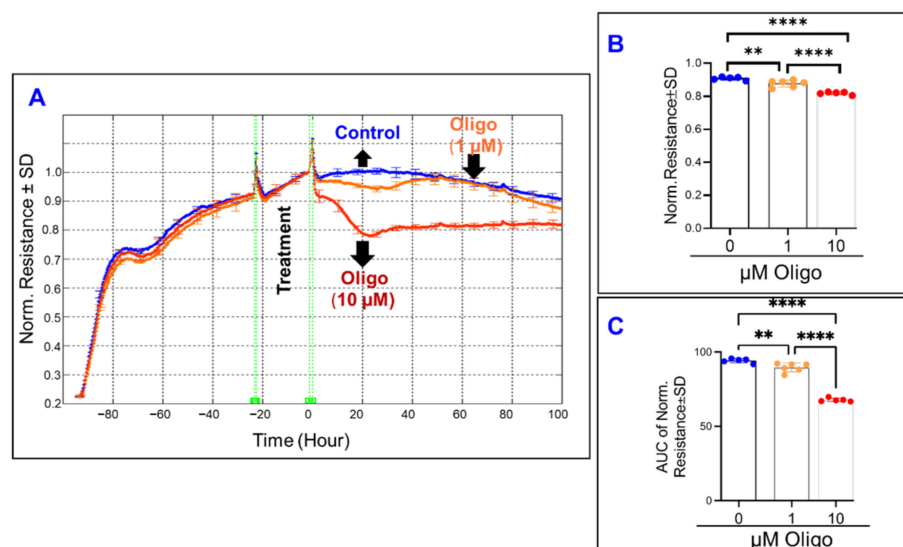 A
Norm. Resistance ± SD
1.0
0.9
0.8
0.7
0.6
0.5
0.4
0.3
0.2
Control
Oligo
(1 µM)
Treatment
Oligo
(10 µM)
−80
−60
−40
−20
0
20
40
60
80
100
Time (Hour)
B
****
**
****
Norm. Resistance±SD
1.0
0.8
0.6
0.4
0.2
0.0
0
1
10
µM Oligo
C
****
**
****
AUC of Norm.
Resistance±SD
100
50
0
0
1
10
µM Oligo